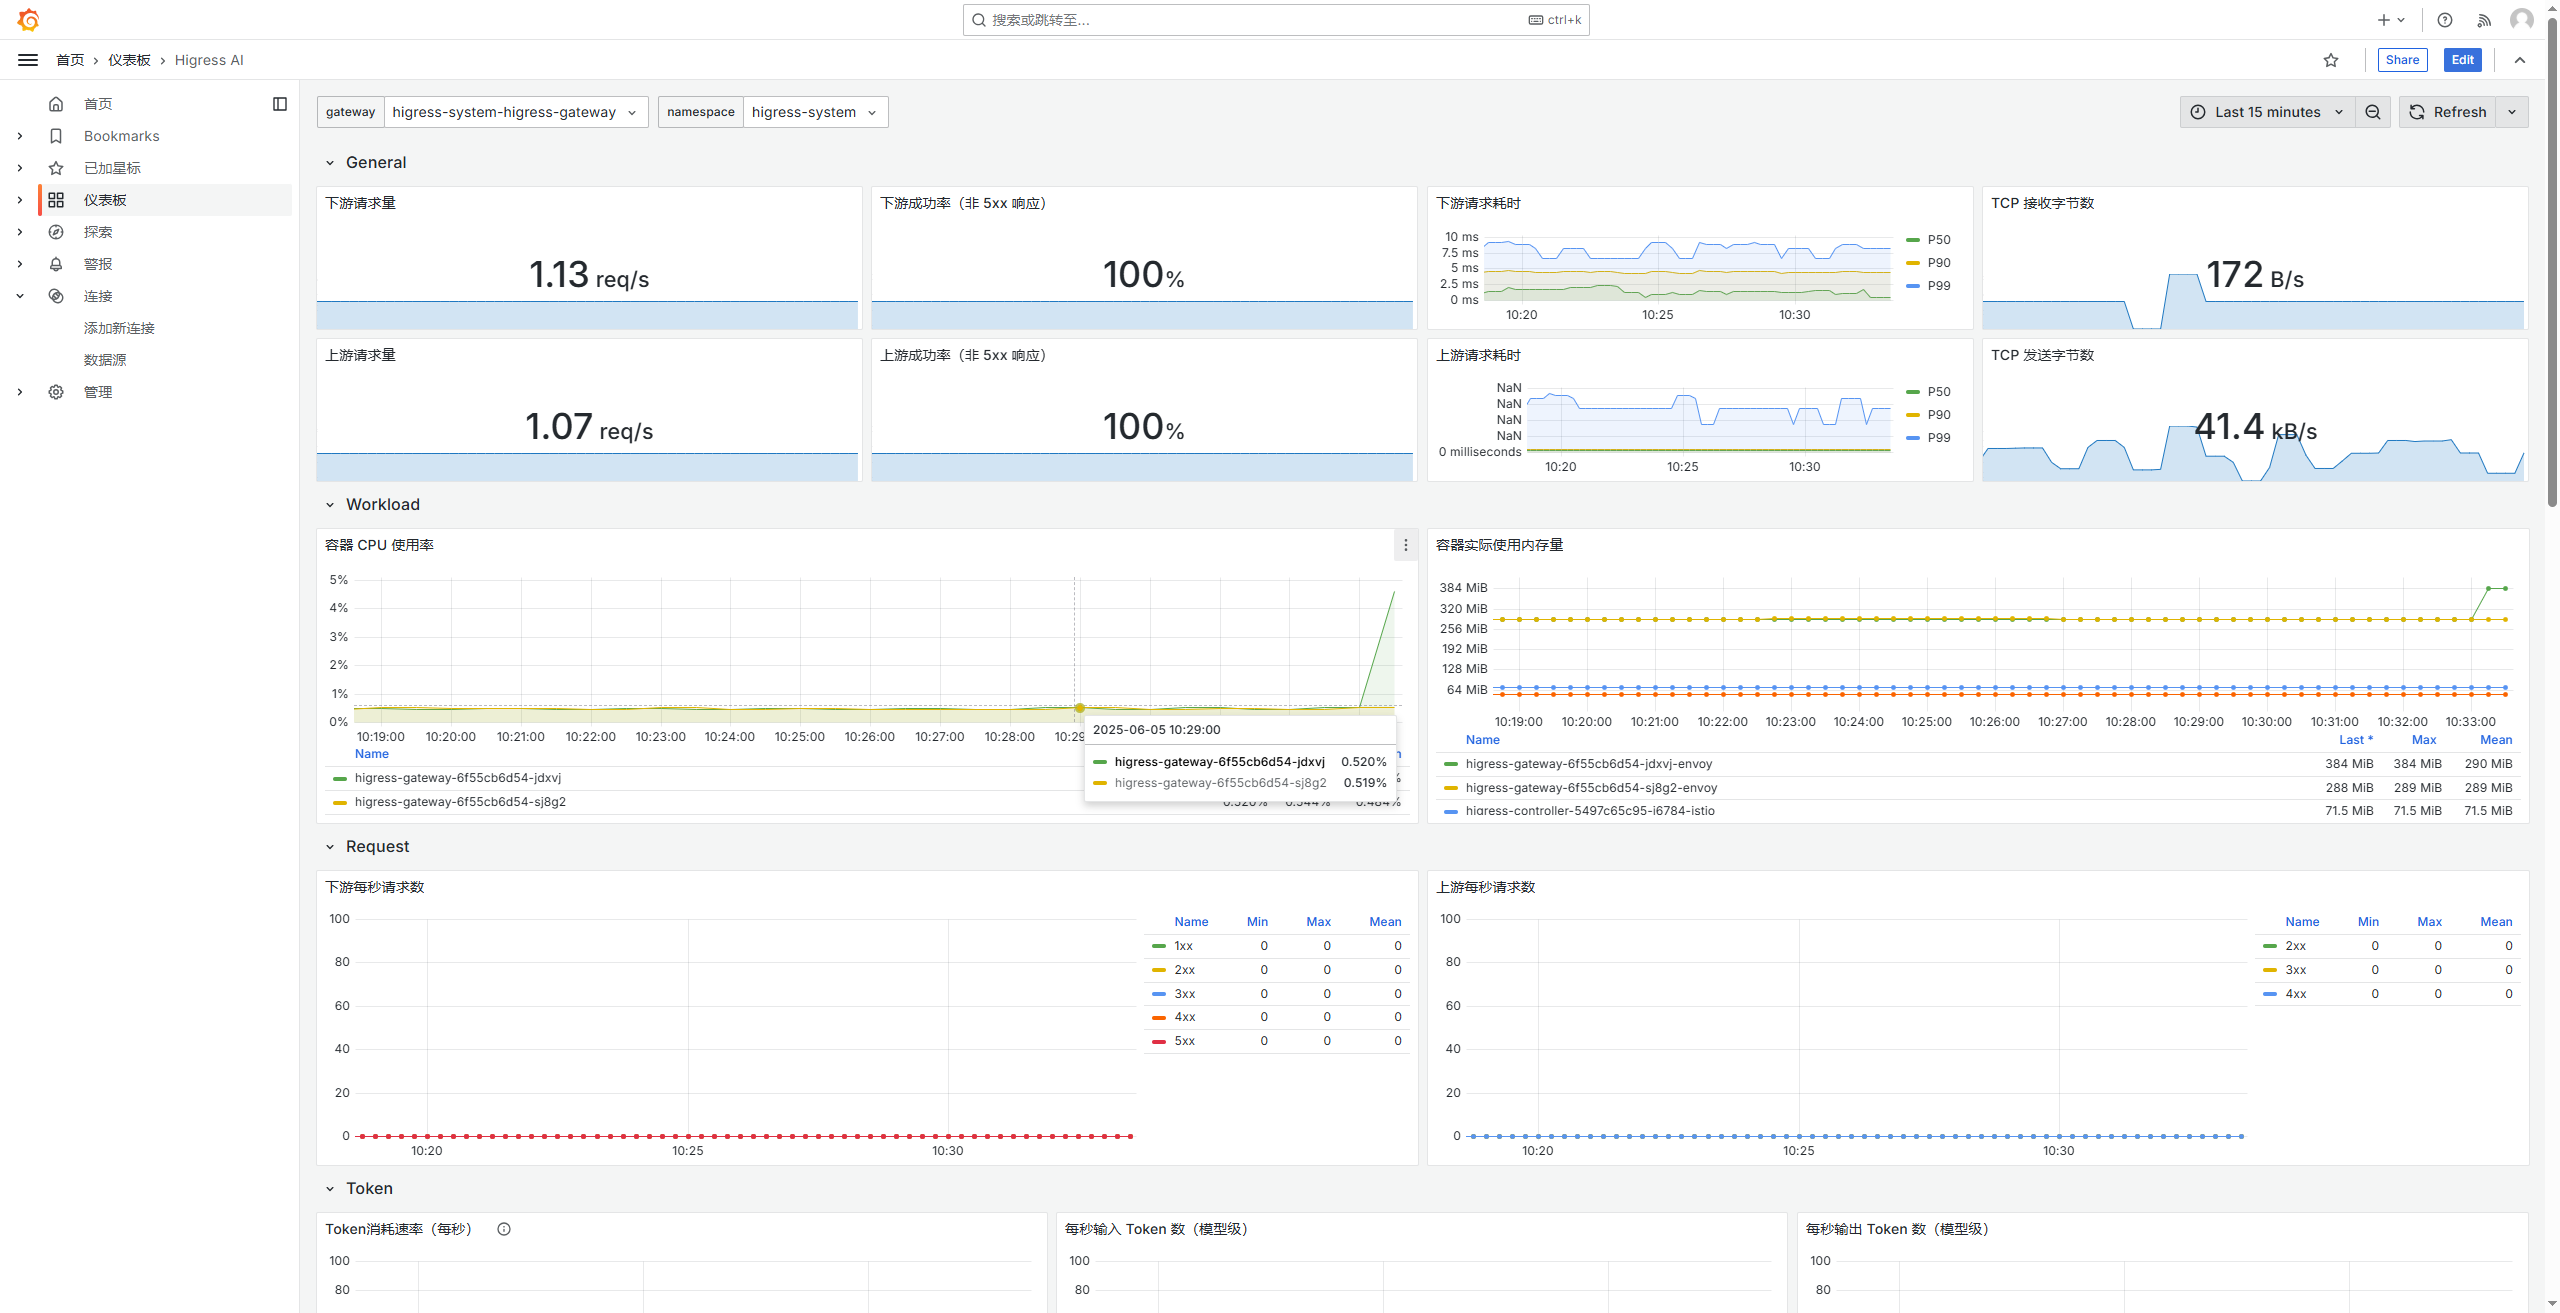 搜索或跳转至...
ctrl+k
首页
仪表板
Higress AI
Share
Edit
首页
Bookmarks
已加星标
仪表板
探索
警报
连接
添加新连接
数据源
管理
gateway
higress-system-higress-gateway
namespace
higress-system
Last 15 minutes
Refresh
General
下游请求量
1.13 req/s
下游成功率（非 5xx 响应）
100%
下游请求耗时
10 ms
7.5 ms
5 ms
2.5 ms
0 ms
10:20 10:25 10:30
P50
P90
P99
TCP 接收字节数
172 B/s
上游请求量
1.07 req/s
上游成功率（非 5xx 响应）
100%
上游请求耗时
NaN
NaN
NaN
NaN
0 milliseconds
10:20 10:25 10:30
P50
P90
P99
TCP 发送字节数
41.4 kB/s
Workload
容器 CPU 使用率
5%
4%
3%
2%
1%
0%
10:19:00 10:20:00 10:21:00 10:22:00 10:23:00 10:24:00 10:25:00 10:26:00 10:27:00 10:28:00
Name
higress-gateway-6f55cb6d54-jdxvj
higress-gateway-6f55cb6d54-sj8g2
2025-06-05 10:29:00
higress-gateway-6f55cb6d54-jdxvj 0.520%
higress-gateway-6f55cb6d54-sj8g2 0.519%
容器实际使用内存量
384 MiB
320 MiB
256 MiB
192 MiB
128 MiB
64 MiB
10:19:00 10:20:00 10:21:00 10:22:00 10:23:00 10:24:00 10:25:00 10:26:00 10:27:00 10:28:00 10:29:00 10:30:00 10:31:00 10:32:00 10:33:00
Name Last * Max Mean
higress-gateway-6f55cb6d54-jdxvj-envoy 384 MiB 384 MiB 290 MiB
higress-gateway-6f55cb6d54-sj8g2-envoy 288 MiB 289 MiB 289 MiB
higress-controller-5497c65c95-i6784-istio 71.5 MiB 71.5 MiB 71.5 MiB
Request
下游每秒请求数
100
80
60
40
20
0
10:20 10:25 10:30
Name Min Max Mean
1xx 0 0 0
2xx 0 0 0
3xx 0 0 0
4xx 0 0 0
5xx 0 0 0
上游每秒请求数
100
80
60
40
20
0
10:20 10:25 10:30
Name Min Max Mean
2xx 0 0 0
3xx 0 0 0
4xx 0 0 0
Token
Token消耗速率（每秒）
100
80
每秒输入 Token 数（模型级）
100
80
每秒输出 Token 数（模型级）
100
80